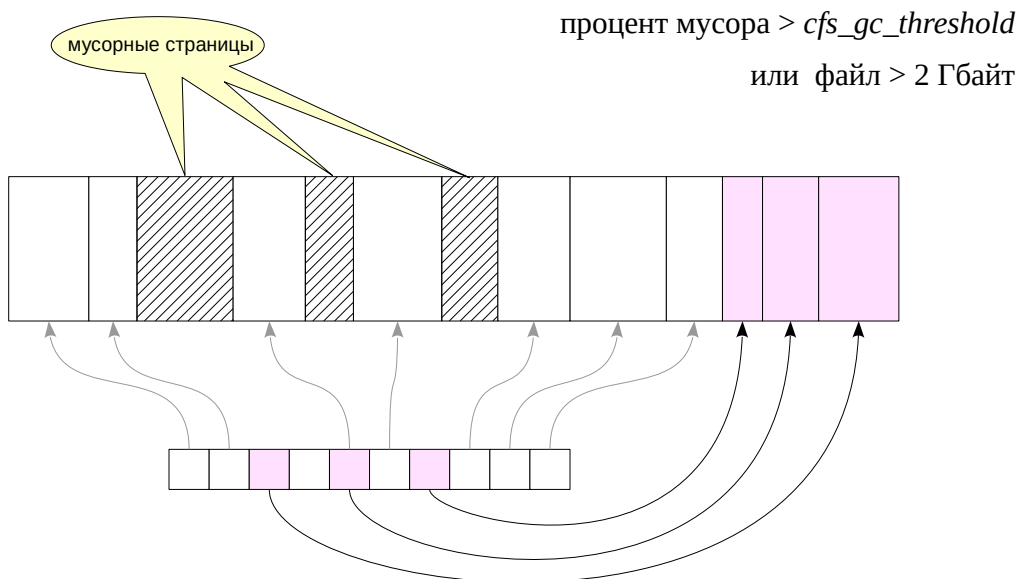 процент мусора > cfs_gc_threshold
или файл > 2 Гбайт
мусорные страницы